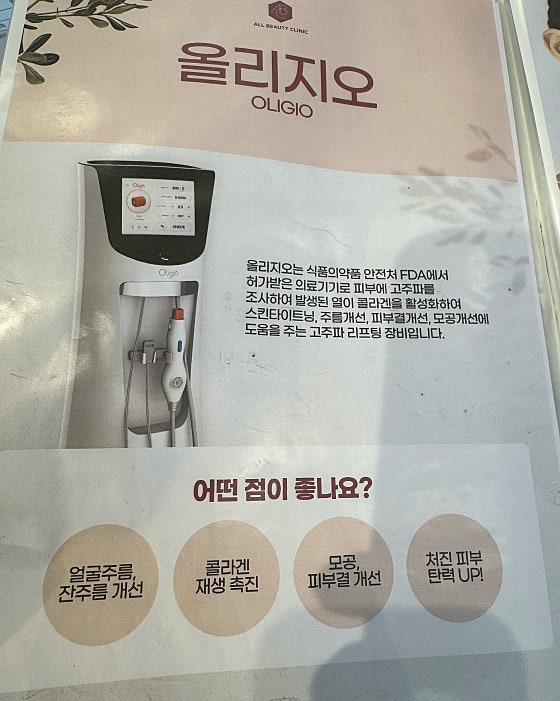 ALL BEAUTY CLINIC
올리지오
OLIGIO
Oligio
Oligio
올리지오는 식품의약품 안전처 FDA에서
허가받은 의료기기로 피부에 고주파를
조사하여 발생된 열이 콜라겐을 활성화하여
스킨타이트닝, 주름개선, 피부결개선, 모공개선에
도움을 주는 고주파 리프팅 장비입니다.
어떤 점이 좋나요?
얼굴주름,
잔주름 개선
콜라겐
재생 촉진
모공,
피부결 개선
처진 피부
탄력 UP!